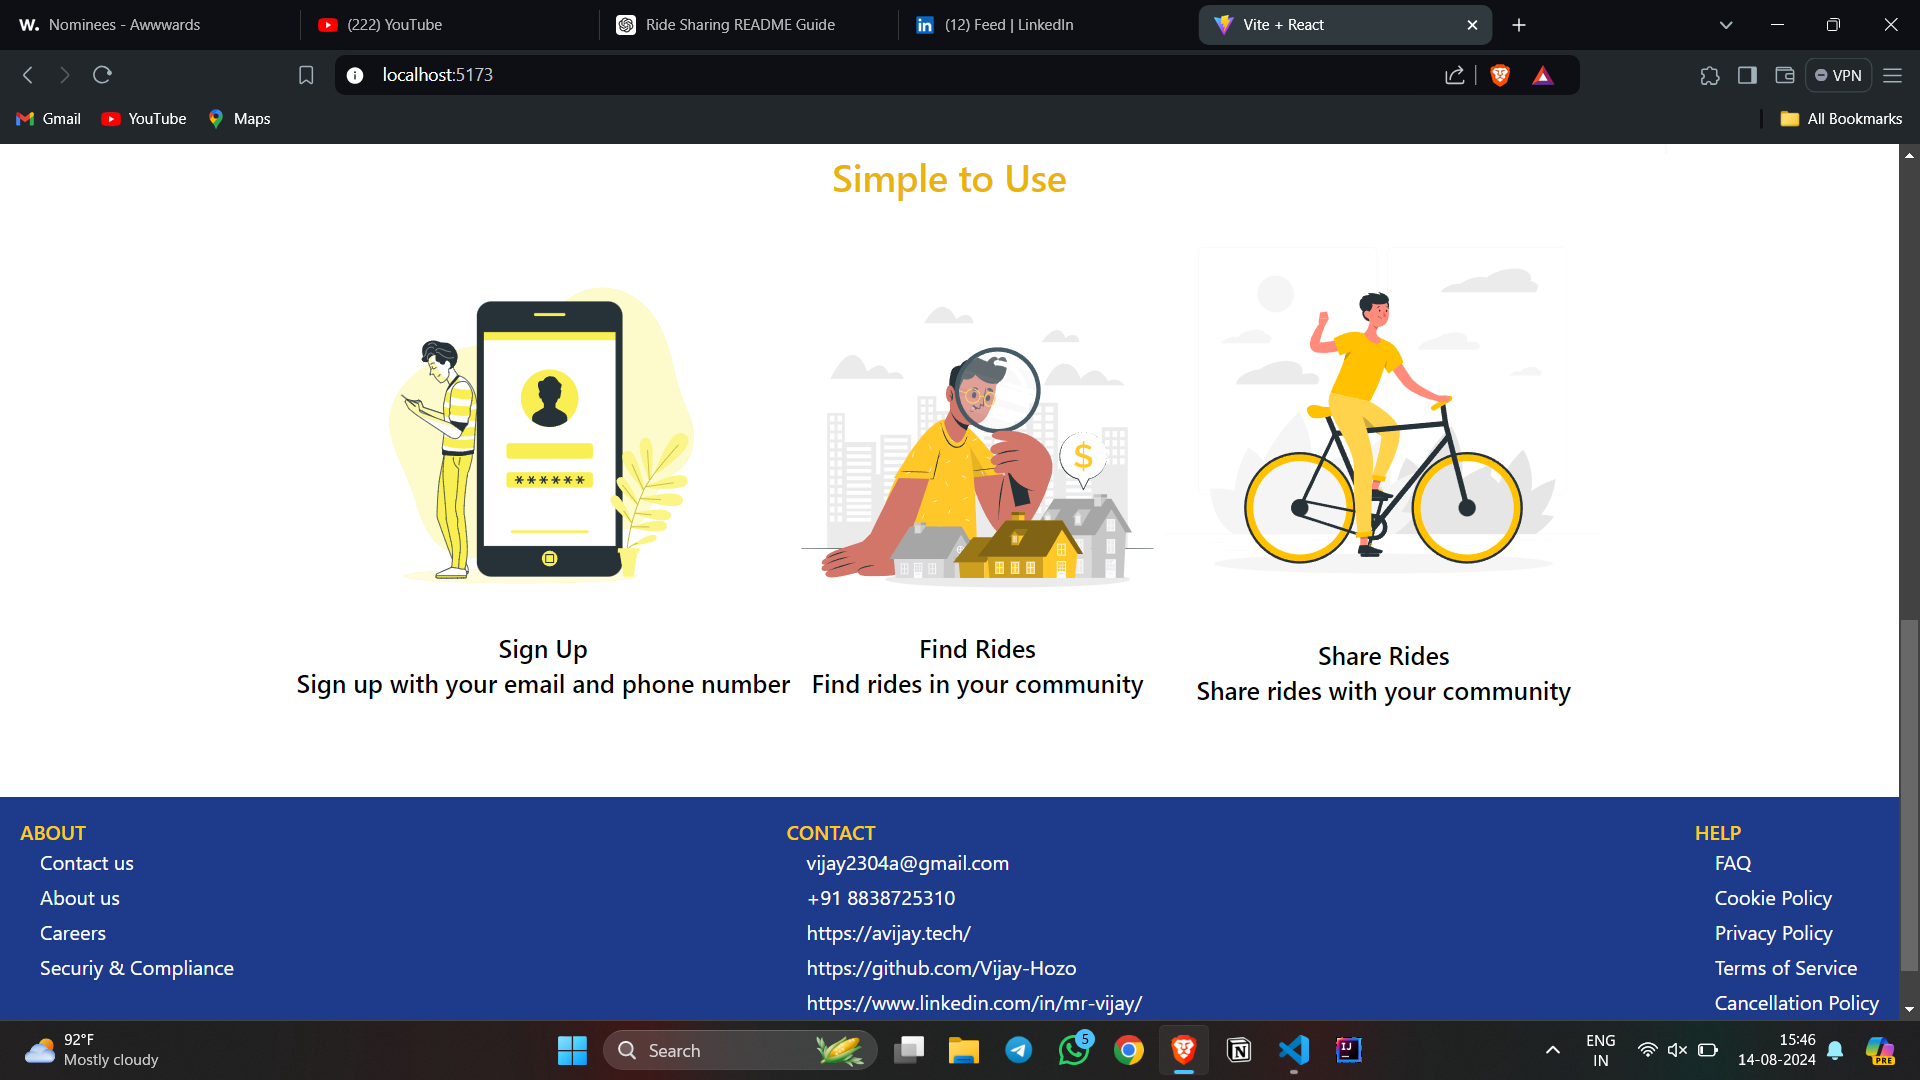 W. Nominees - Awwwards
(222) YouTube
Ride Sharing README Guide
in (12) Feed | LinkedIn
Vite + React
localhost:5173
VPN
Gmail
YouTube
Maps
All Bookmarks
Simple to Use
******
$
Sign Up
Sign up with your email and phone number
Find Rides
Find rides in your community
Share Rides
Share rides with your community
ABOUT
Contact us
About us
Careers
Securiy & Compliance
CONTACT
vijay2304a@gmail.com
+91 8838725310
https://avijay.tech/
https://github.com/Vijay-Hozo
https://www.linkedin.com/in/mr-vijay/
HELP
FAQ
Cookie Policy
Privacy Policy
Terms of Service
Cancellation Policy
92°F
Mostly cloudy
Search
5
IJ
ENG
IN
15:46
14-08-2024
PRE